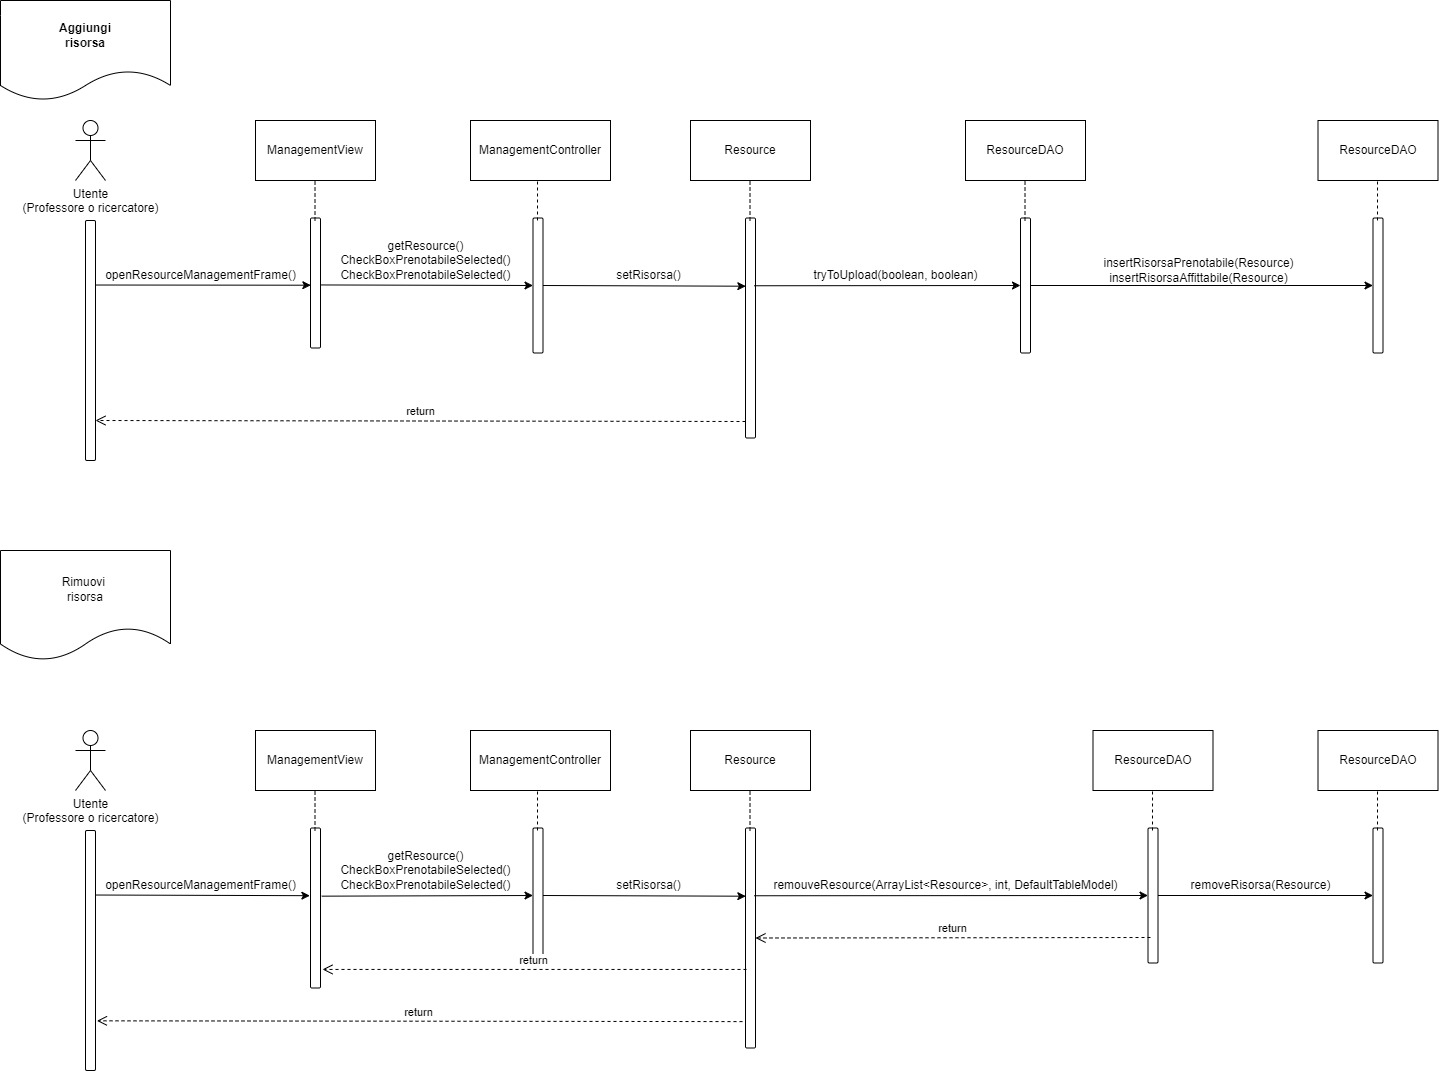 Aggiungi
risorsa
Utente
(Professore o ricercatore)
ManagementView
ManagementController
Resource
ResourceDAO
ResourceDAO
openResourceManagementFrame()
getResource()
CheckBoxPrenotabileSelected()
CheckBoxPrenotabileSelected()
setRisorsa()
tryToUpload(boolean, boolean)
insertRisorsaPrenotabile(Resource)
insertRisorsaAffittabile(Resource)
return
Rimuovi
risorsa
Utente
(Professore o ricercatore)
ManagementView
ManagementController
Resource
ResourceDAO
ResourceDAO
openResourceManagementFrame()
getResource()
CheckBoxPrenotabileSelected()
CheckBoxPrenotabileSelected()
setRisorsa()
removueResource(ArrayList<Resource>, int, DefaultTableModel)
removeRisorsa(Resource)
return
return
return